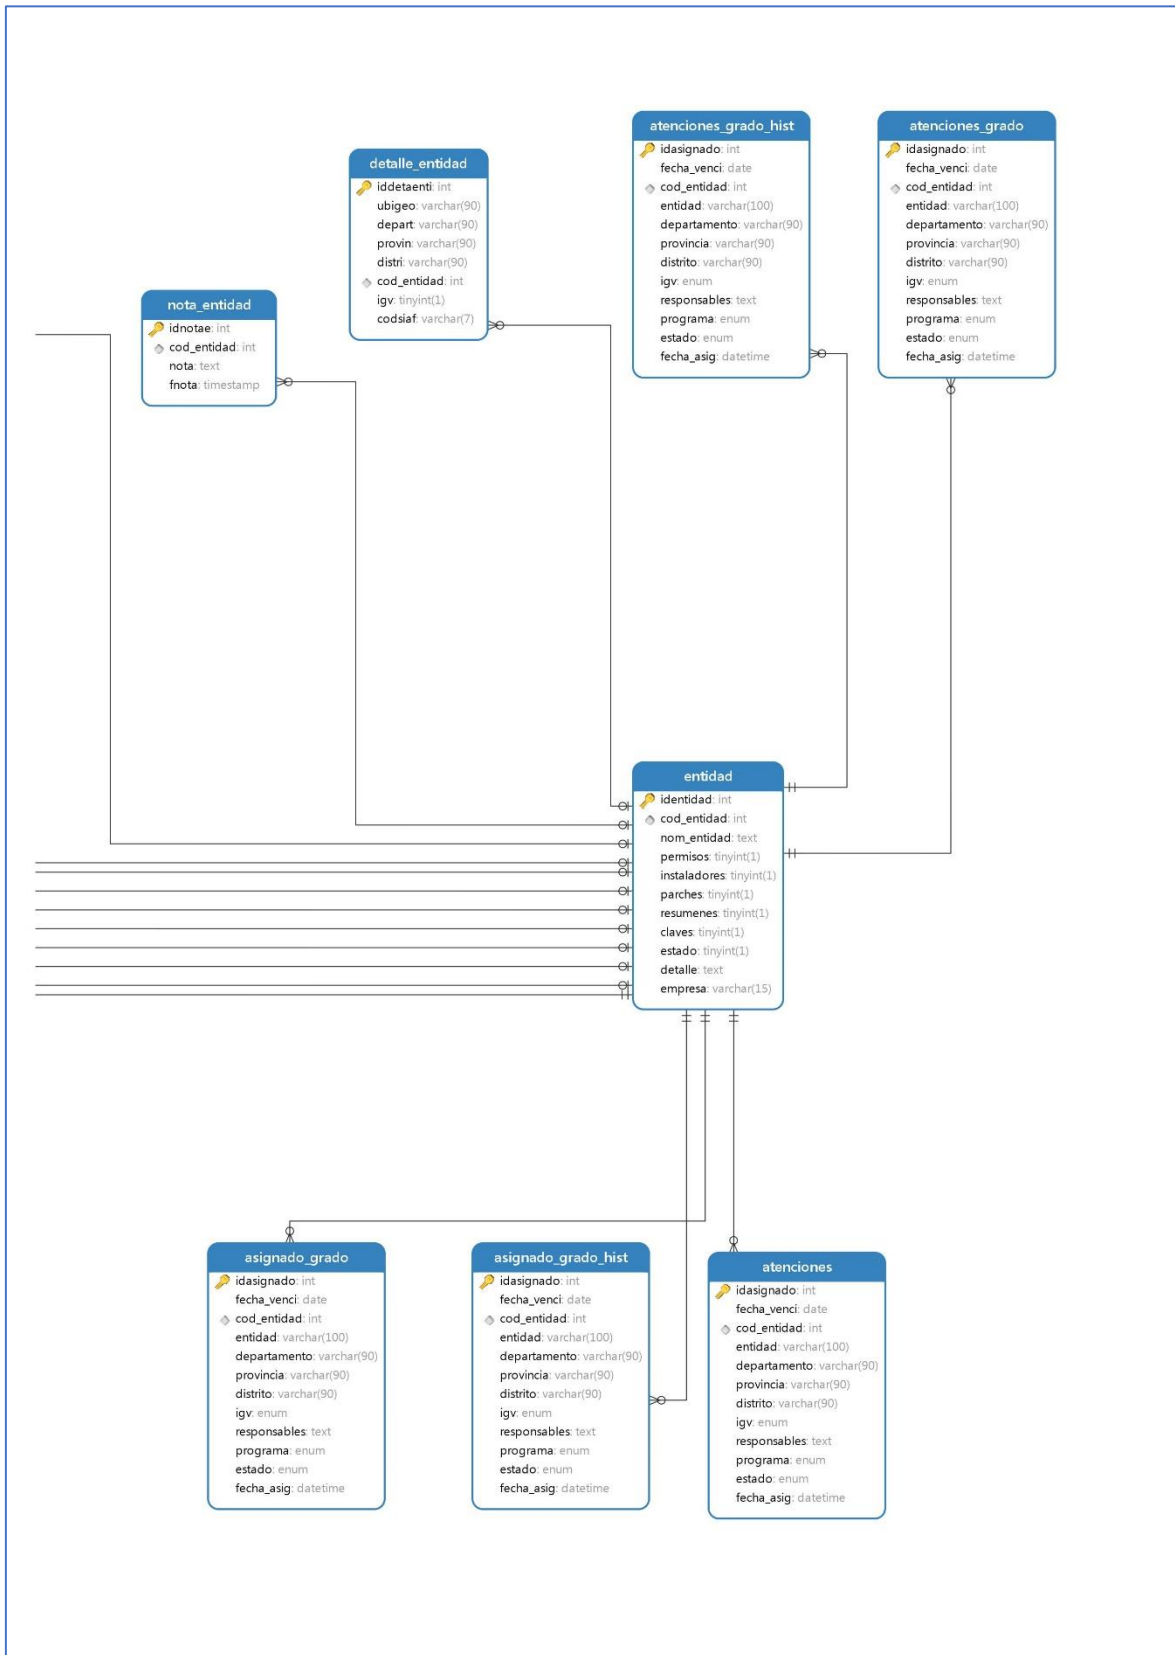 atenciones_grado_hist
idasignado: int
fecha_venci: date
cod_entidad: int
entidad: varchar(100)
departamento: varchar(90)
provincia: varchar(90)
distrito: varchar(90)
igv: enum
responsables: text
programa: enum
estado: enum
fecha_asig: datetime
atenciones_grado
idasignado: int
fecha_venci: date
cod_entidad: int
entidad: varchar(100)
departamento: varchar(90)
provincia: varchar(90)
distrito: varchar(90)
igv: enum
responsables: text
programa: enum
estado: enum
fecha_asig: datetime
detalle_entidad
iddetaenti: int
ubigeo: varchar(90)
depart: varchar(90)
provin: varchar(90)
distri: varchar(90)
cod_entidad: int
igv: tinyint(1)
codsiaf: varchar(7)
nota_entidad
idnotae: int
cod_entidad: int
nota: text
fnota: timestamp
entidad
identidad: int
cod_entidad: int
nom_entidad: text
permisos: tinyint(1)
instaladores: tinyint(1)
parches: tinyint(1)
resumenes: tinyint(1)
claves: tinyint(1)
estado: tinyint(1)
detalle: text
empresa: varchar(15)
asignado_grado
idasignado: int
fecha_venci: date
cod_entidad: int
entidad: varchar(100)
departamento: varchar(90)
provincia: varchar(90)
distrito: varchar(90)
igv: enum
responsables: text
programa: enum
estado: enum
fecha_asig: datetime
asignado_grado_hist
idasignado: int
fecha_venci: date
cod_entidad: int
entidad: varchar(100)
departamento: varchar(90)
provincia: varchar(90)
distrito: varchar(90)
igv: enum
responsables: text
programa: enum
estado: enum
fecha_asig: datetime
atenciones
idasignado: int
fecha_venci: date
cod_entidad: int
entidad: varchar(100)
departamento: varchar(90)
provincia: varchar(90)
distrito: varchar(90)
igv: enum
responsables: text
programa: enum
estado: enum
fecha_asig: datetime